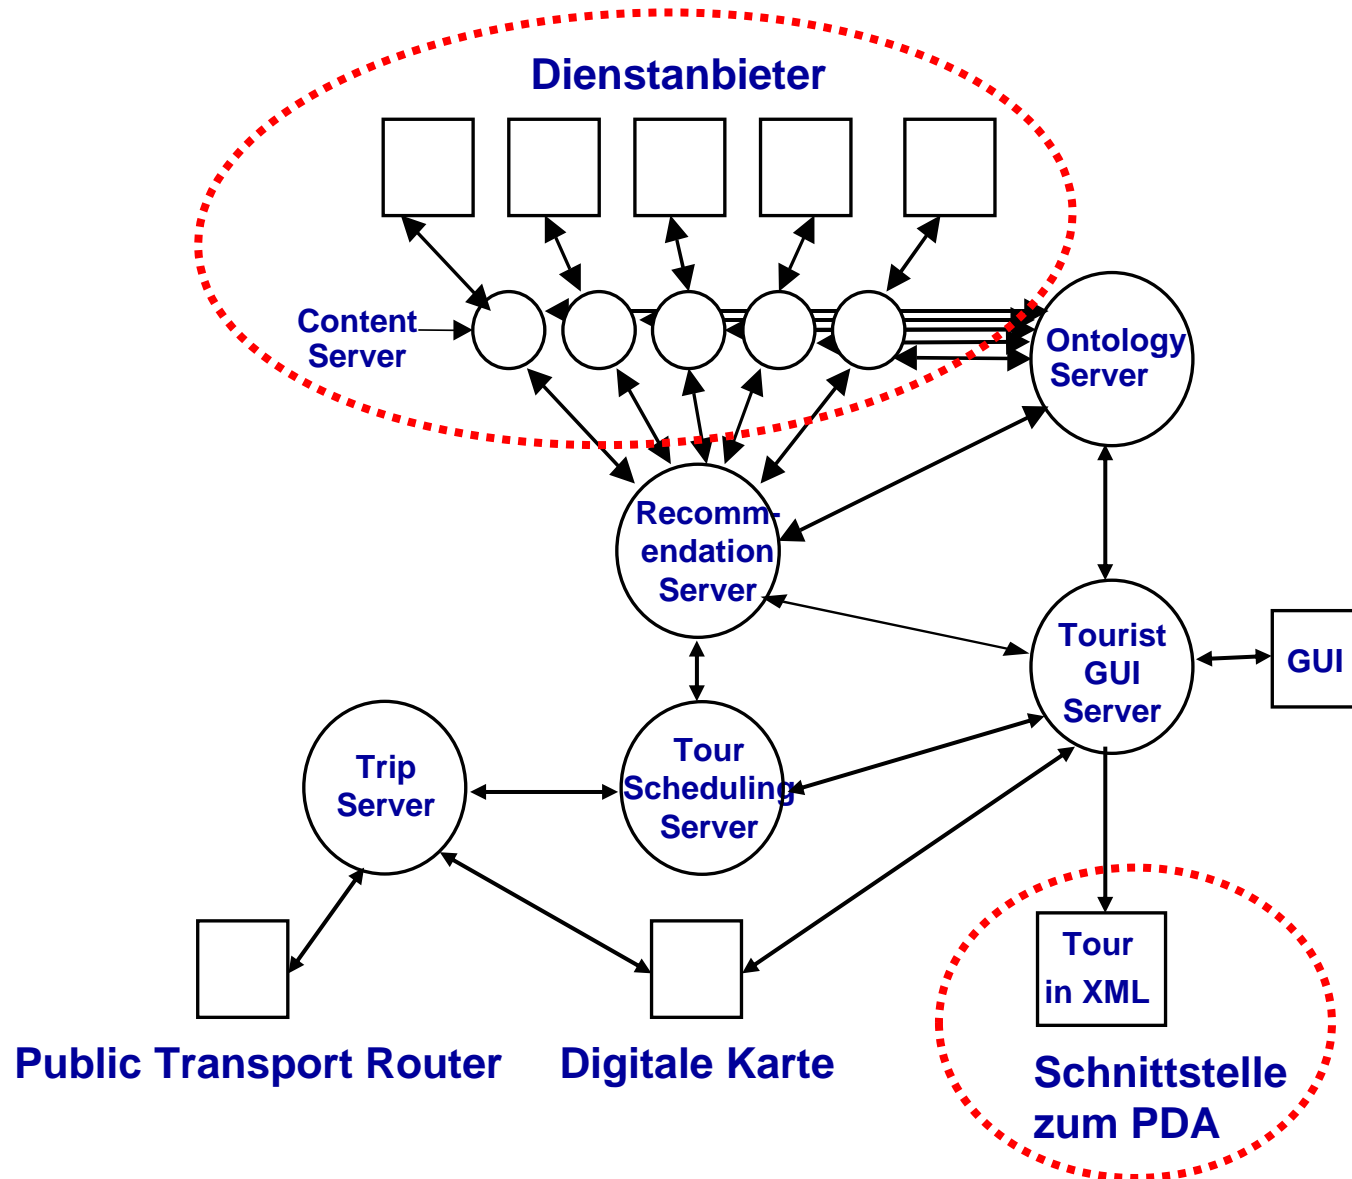 Dienstanbieter
Content
Server
Ontology
Server
Recomm-
endation
Server
Tourist
GUI
Server
GUI
Trip
Server
Tour
Scheduling
Server
Tour
in XML
Public Transport Router
Digitale Karte
Schnittstelle
zum PDA